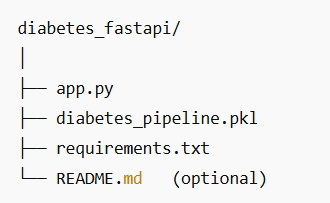 diabetes_fastapi/
│
├── app.py
├── diabetes_pipeline.pkl
├── requirements.txt
└── README.md   (optional)